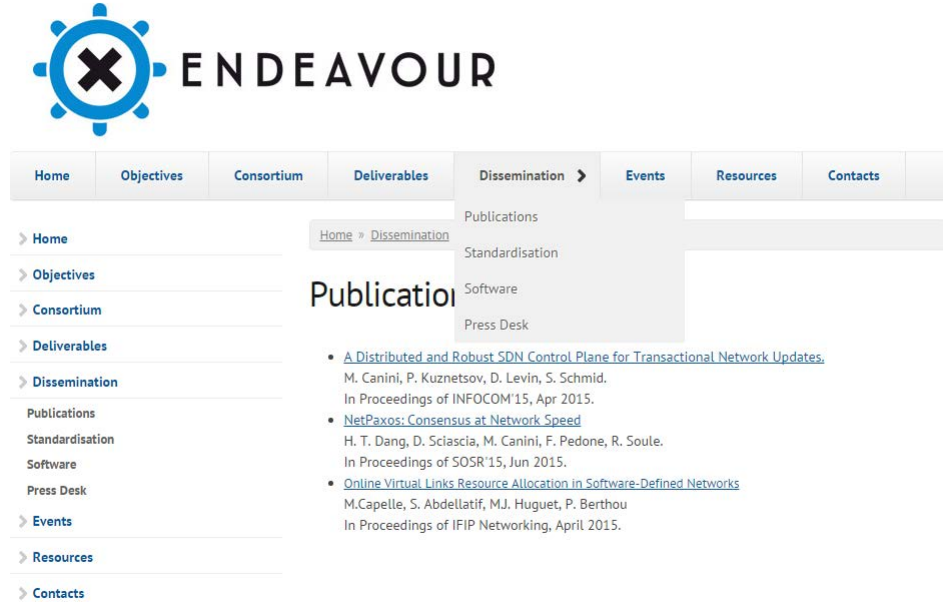 ENDEAVOUR
Home Objectives Consortium Deliverables Dissemination Events Resources Contacts
Publications
Standardisation
Software
Press Desk
Home
Objectives
Consortium
Deliverables
Dissemination
Publications
Standardisation
Software
Press Desk
Events
Resources
Contacts
Home » Dissemination
Publication
• A Distributed and Robust SDN Control Plane for Transactional Network Updates.
M. Canini, P. Kuznetsov, D. Levin, S. Schmid.
In Proceedings of INFOCOM'15, Apr 2015.
• NetPaxos: Consensus at Network Speed
H. T. Dang, D. Sciascia, M. Canini, F. Pedone, R. Soule.
In Proceedings of SOSR'15, Jun 2015.
• Online Virtual Links Resource Allocation in Software-Defined Networks
M.Capelle, S. Abdellatif, M.J. Huguet, P. Berthou
In Proceedings of IFIP Networking, April 2015.